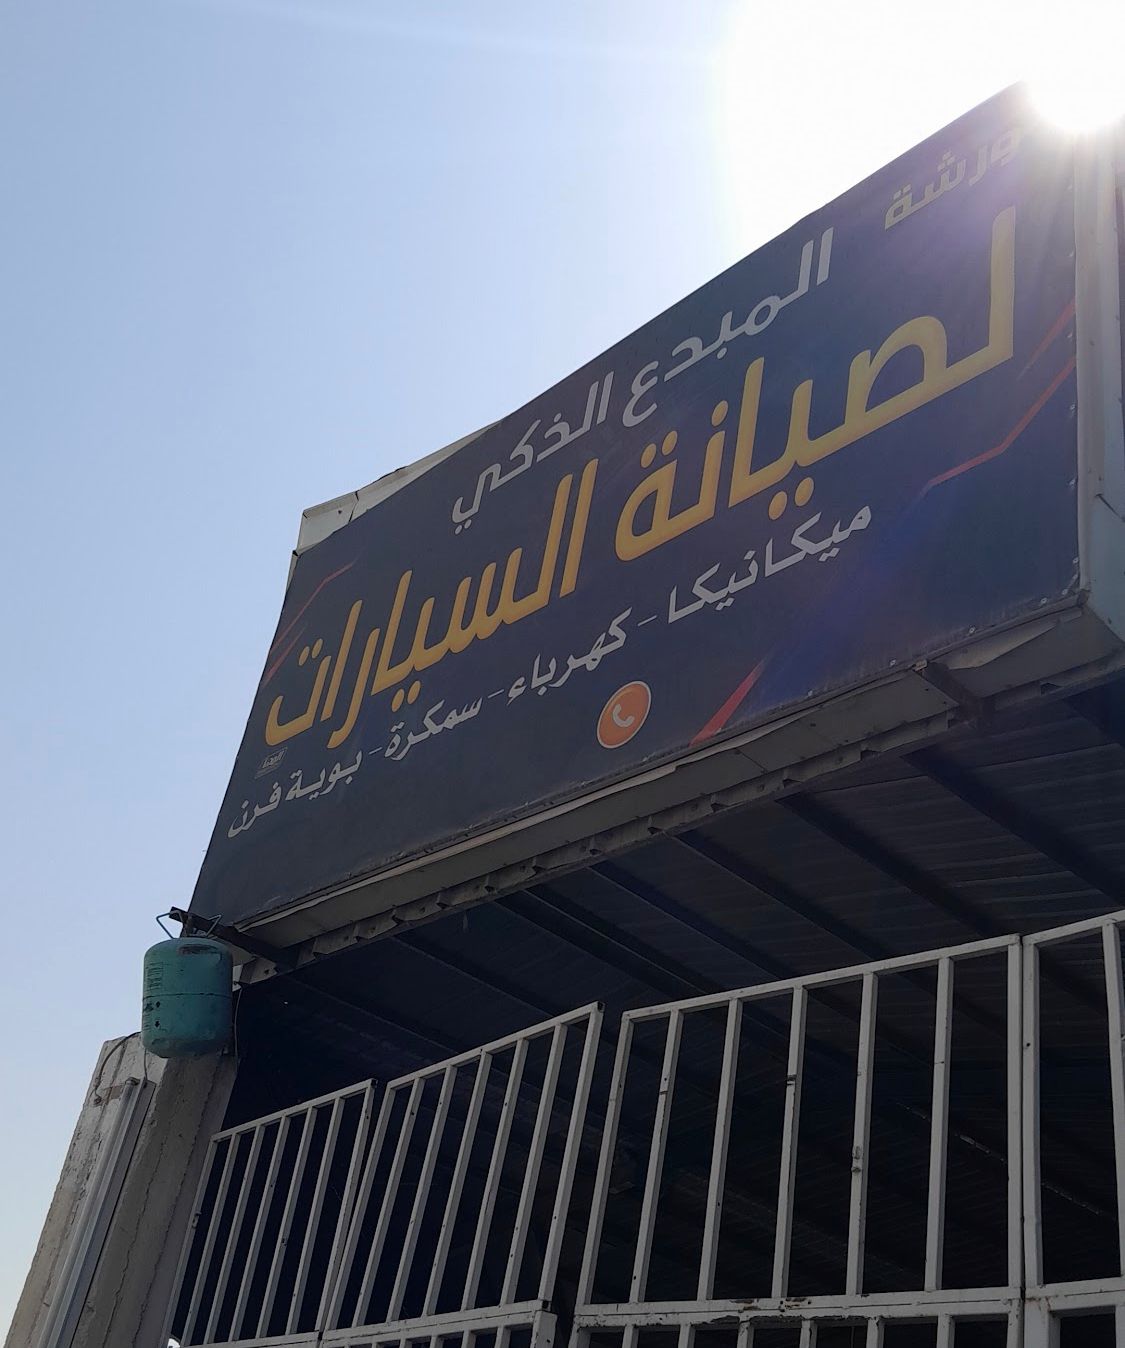 ورشة
المبدع الذكي
لصيانة السيارات
ميكانيكا - كهرباء - سمكرة - بوية فرن